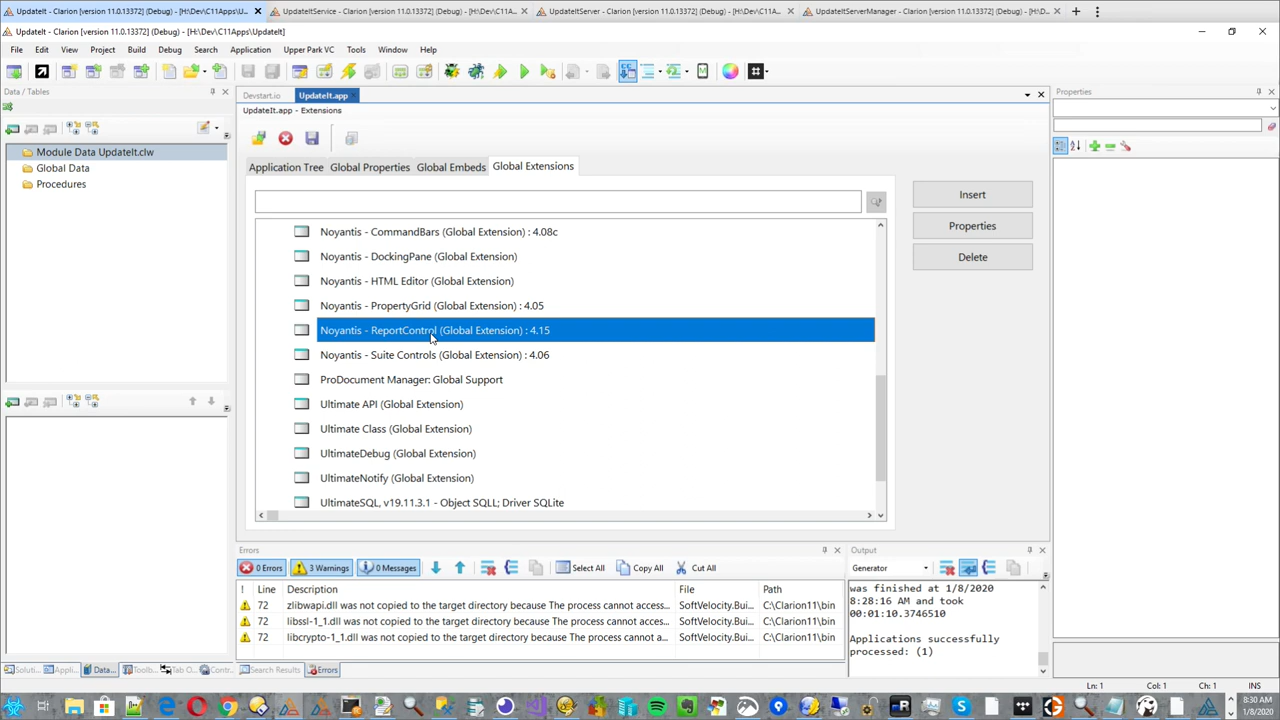 UpdateIt - Clarion [version 11.0.13372] (Debug) - [H:\Dev\C11Apps\UpdateIt]
UpdateItService - Clarion [version 11.0.13372] (Debug) - [H:\Dev\C11A...
UpdateItServer - Clarion [version 11.0.13372] (Debug) - [H:\Dev\C11A...
UpdateItServerManager - Clarion [version 11.0.13372] (Debug) - [H:\De...
UpdateIt - Clarion [version 11.0.13372] (Debug) - [H:\Dev\C11Apps\UpdateIt]
File Edit View Project Build Debug Search Application Upper Park VC Tools Window Help
Data / Tables
Devstart.io UpdateIt.app
Properties
UpdateIt.app - Extensions
Module Data UpdateIt.clw
Global Data
Procedures
Application Tree Global Properties Global Embeds Global Extensions
Insert
Properties
Delete
Noyantis - CommandBars (Global Extension) : 4.08c
Noyantis - DockingPane (Global Extension)
Noyantis - HTML Editor (Global Extension)
Noyantis - PropertyGrid (Global Extension) : 4.05
Noyantis - ReportControl (Global Extension) : 4.15
Noyantis - Suite Controls (Global Extension) : 4.06
ProDocument Manager: Global Support
Ultimate API (Global Extension)
Ultimate Class (Global Extension)
UltimateDebug (Global Extension)
UltimateNotify (Global Extension)
UltimateSQL, v19.11.3.1 - Object SQLL; Driver SQLite
Errors
0 Errors 3 Warnings 0 Messages Select All Copy All Cut All
! Line Description File Path
72 zlibwapi.dll was not copied to the target directory because The process cannot access... SoftVelocity.Bui... C:\Clarion11\bin
72 libssl-1_1.dll was not copied to the target directory because The process cannot acces... SoftVelocity.Bui... C:\Clarion11\bin
72 libcrypto-1_1.dll was not copied to the target directory because The process cannot a... SoftVelocity.Bui... C:\Clarion11\bin
Output
Generator
was finished at 1/8/2020
8:28:16 AM and took
00:01:10.3746510
Applications successfully
processed: (1)
Soluti... Appli... Data... Toolb... Tab O... Contr...
Search Results Errors
Ln: 1 Col: 1 Ch: 1 INS
8:30 AM
1/8/2020